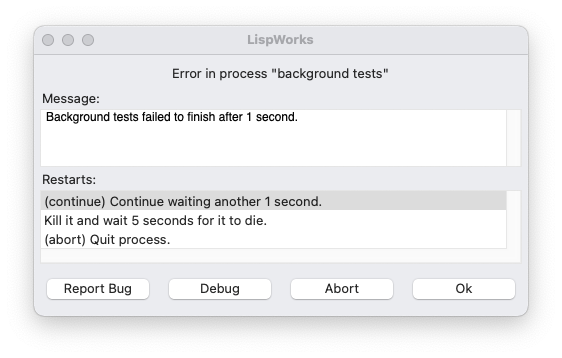 LispWorks
Error in process "background tests"
Message:
Background tests failed to finish after 1 second.
Restarts:
(continue) Continue waiting another 1 second.
Kill it and wait 5 seconds for it to die.
(abort) Quit process.
Report Bug Debug Abort Ok